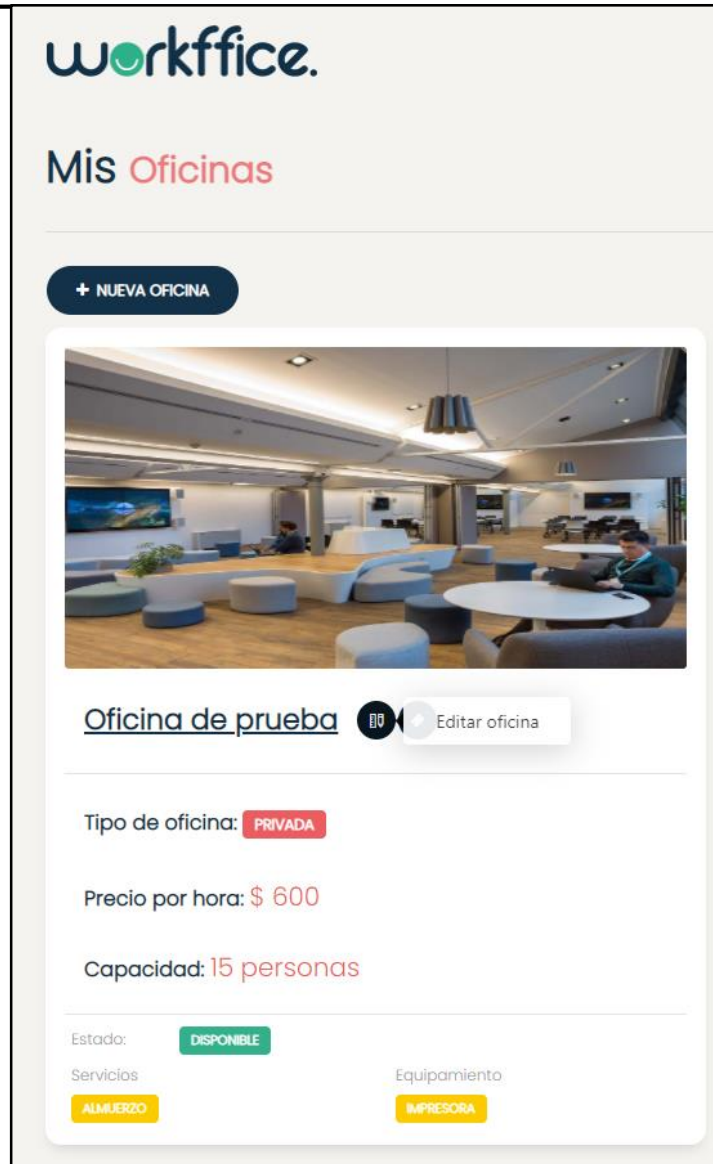 workffice.
Mis Oficinas
+ NUEVA OFICINA
Oficina de prueba
Editar oficina
Tipo de oficina: PRIVADA
Precio por hora: $ 600
Capacidad: 15 personas
Estado: DISPONIBLE
Servicios Equipamiento
ALMUERZO IMPRESORA